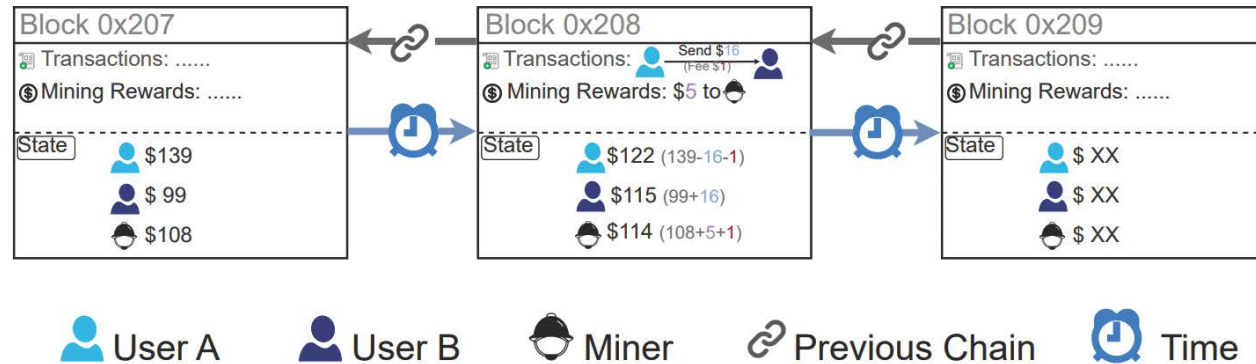 Block 0x207
Transactions: ......
Mining Rewards: ......
State
$139
$ 99
$108
Block 0x208
Transactions:
Send $16
(Fee $1)
Mining Rewards: $5 to
State
$122 (139-16-1)
$115 (99+16)
$114 (108+5+1)
Block 0x209
Transactions: ......
Mining Rewards: ......
State
$ XX
$ XX
$ XX
User A
User B
Miner
Previous Chain
Time